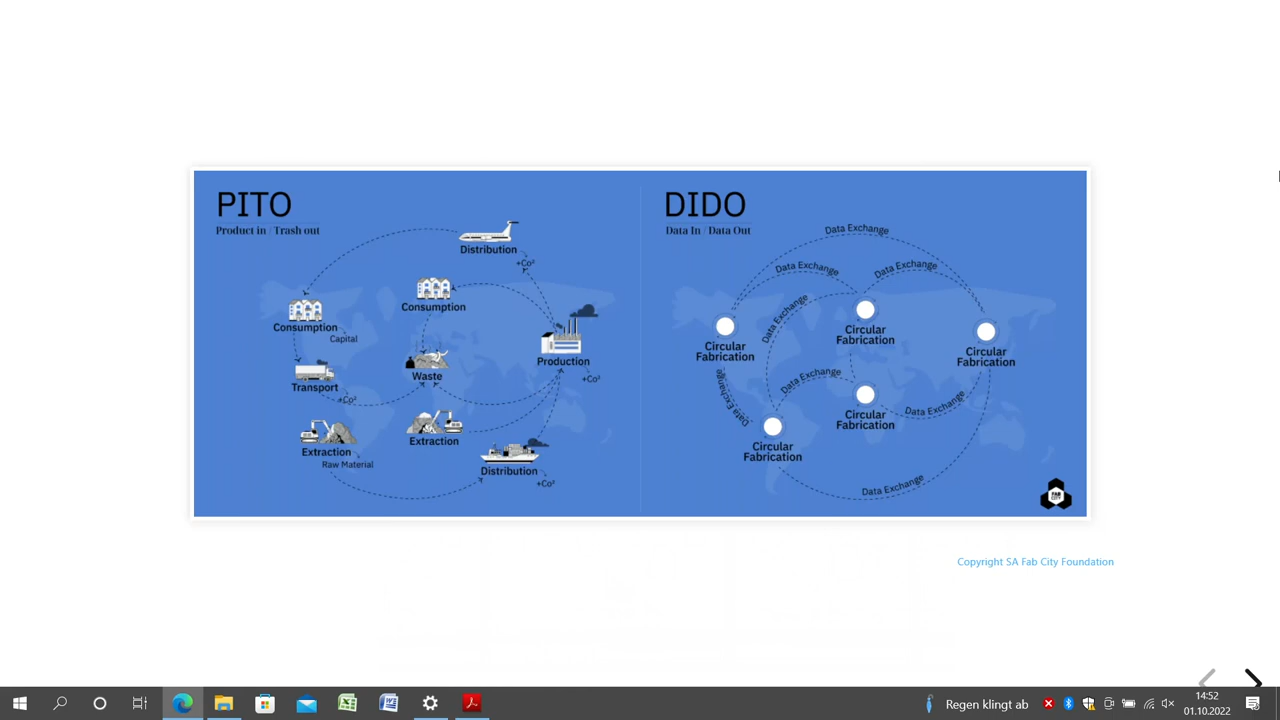 PITO
Product in / Trash out
Distribution
+Co²
Consumption
Consumption
Capital
Production
+Co²
Waste
Transport
+Co²
Extraction
Extraction
Raw Material
Distribution
+Co²
DIDO
Data In / Data Out
Data Exchange
Data Exchange
Data Exchange
Data Exchange
Circular
Fabrication
Circular
Fabrication
Circular
Fabrication
Data Exchange
Data Exchange
Data Exchange
Circular
Fabrication
Circular
Fabrication
Data Exchange
FAB
CITY
Copyright SA Fab City Foundation
Regen klingt ab
14:52
01.10.2022